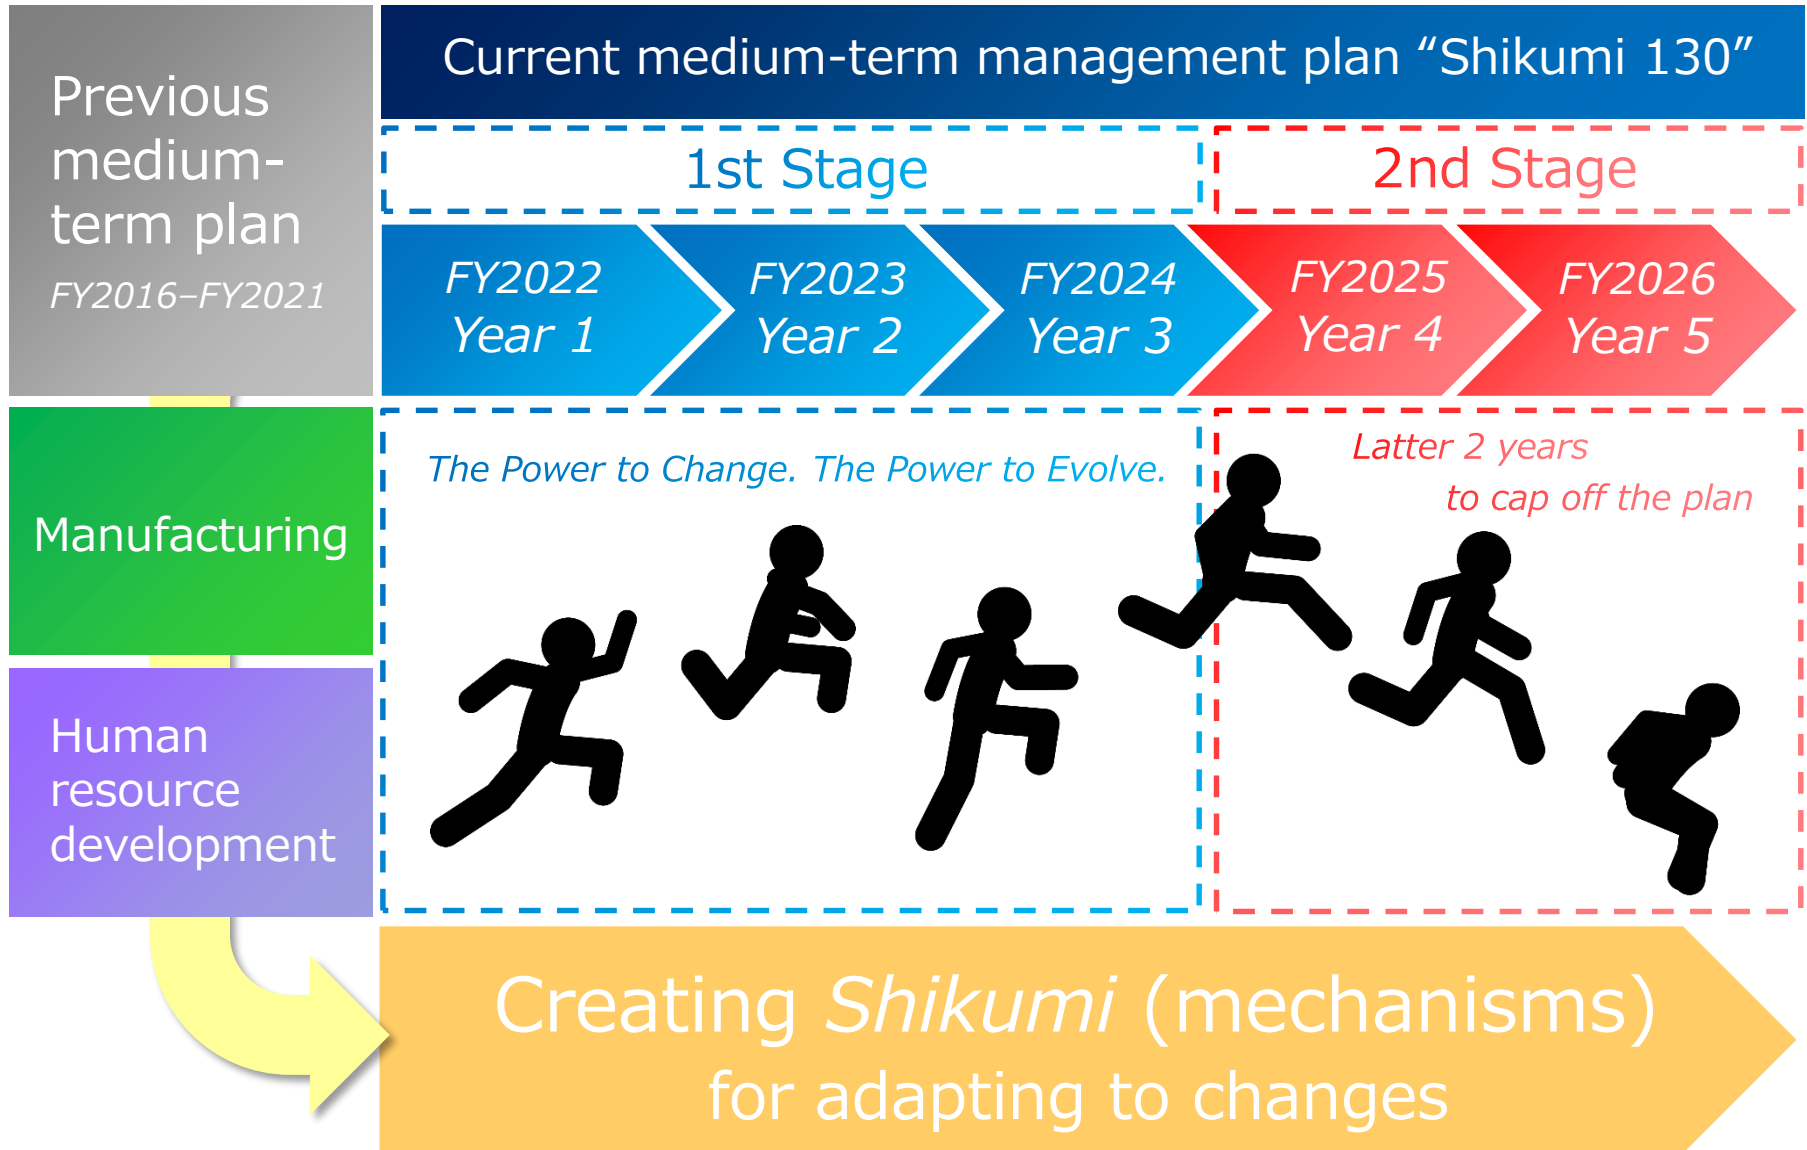 Previous
medium-
term plan
FY2016–FY2021
Current medium-term management plan “Shikumi 130”
1st Stage
2nd Stage
FY2022
Year 1
FY2023
Year 2
FY2024
Year 3
FY2025
Year 4
FY2026
Year 5
Manufacturing
Human
resource
development
The Power to Change. The Power to Evolve.
Latter 2 years
to cap off the plan
Creating Shikumi (mechanisms)
for adapting to changes